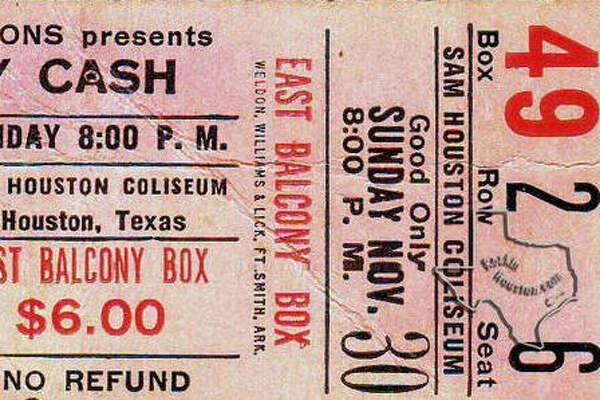 ONS presents
Y CASH
NDAY 8:00 P. M.
HOUSTON COLISEUM
Houston, Texas
ST BALCONY BOX
$6.00
NO REFUND
WELDON, WILLIAMS & LICK, FT. SMITH, ARK.
EAST BALCONY BOX
Good Only
SUNDAY NOV. 30
8:00 P. M.
SAM HOUSTON COLISEUM
Box Row Seat
49 2 6
houston.com